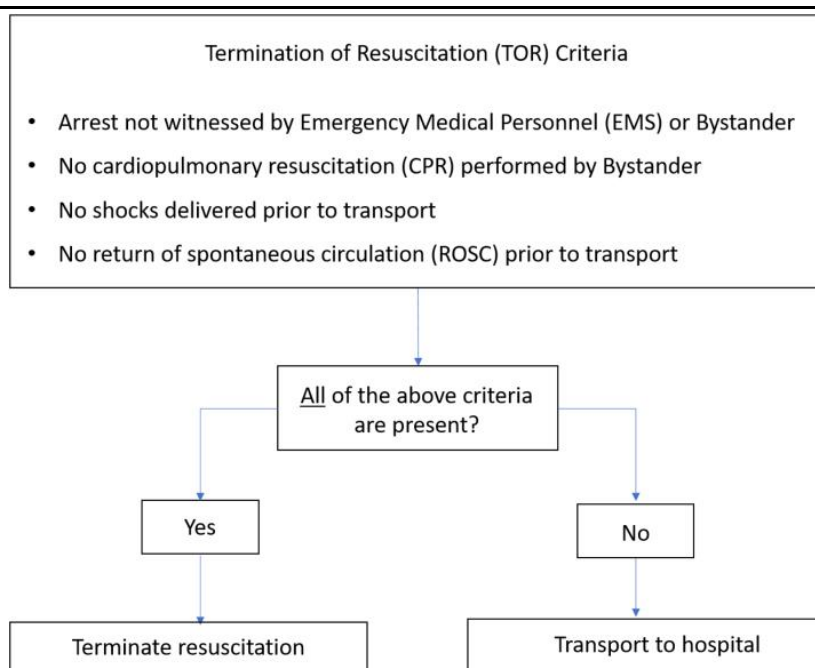 Termination of Resuscitation (TOR) Criteria
• Arrest not witnessed by Emergency Medical Personnel (EMS) or Bystander
• No cardiopulmonary resuscitation (CPR) performed by Bystander
• No shocks delivered prior to transport
• No return of spontaneous circulation (ROSC) prior to transport
All of the above criteria
are present?
Yes
No
Terminate resuscitation
Transport to hospital